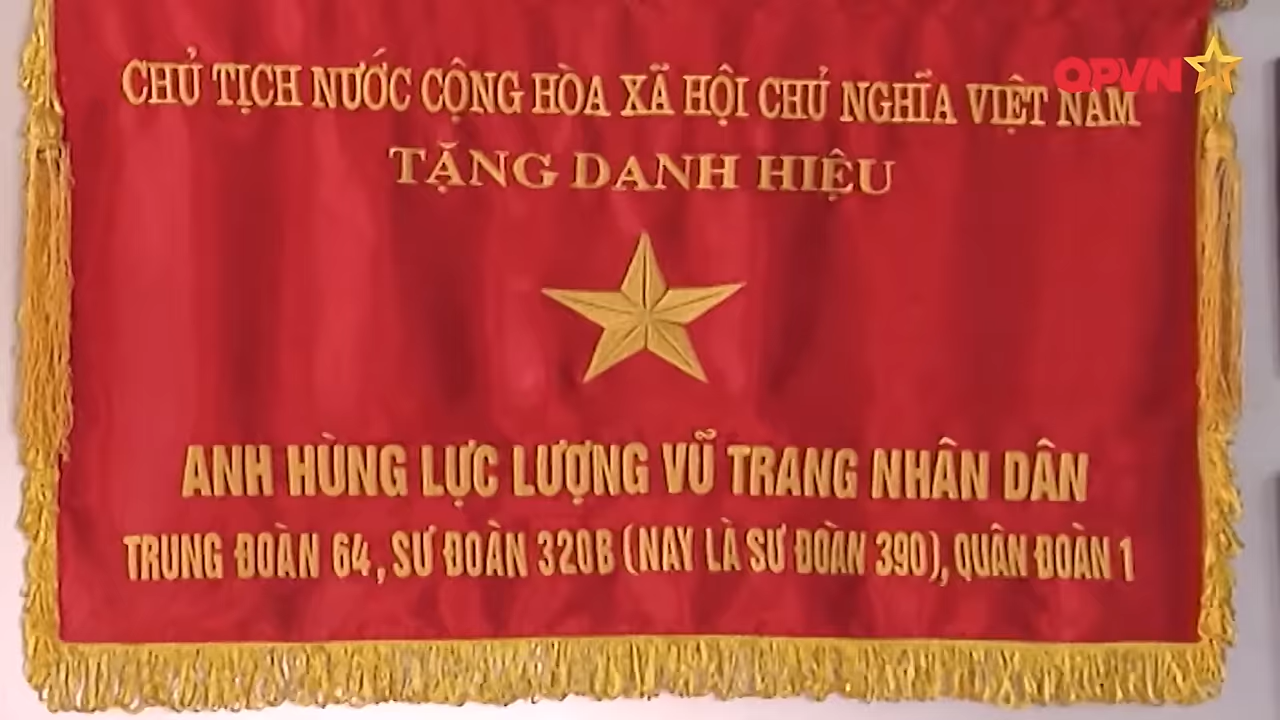 CHỦ TỊCH NƯỚC CỘNG HÒA XÃ HỘI CHỦ NGHĨA VIỆT NAM
QPVN
TẶNG DANH HIỆU
ANH HÙNG LỰC LƯỢNG VŨ TRANG NHÂN DÂN
TRUNG ĐOÀN 64, SƯ ĐOÀN 320B (NAY LÀ SƯ ĐOÀN 390), QUÂN ĐOÀN 1